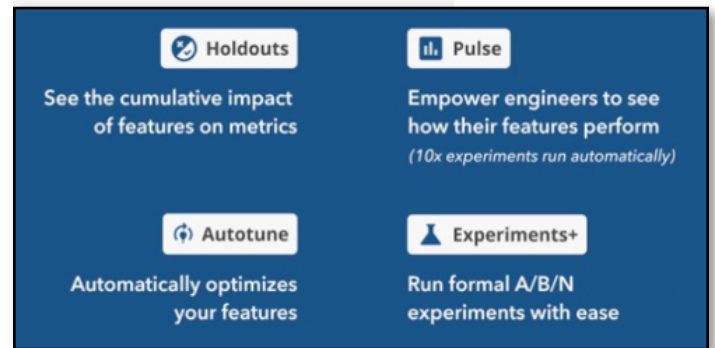 Holdouts
See the cumulative impact
of features on metrics
Pulse
Empower engineers to see
how their features perform
(10x experiments run automatically)
Autotune
Automatically optimizes
your features
Experiments+
Run formal A/B/N
experiments with ease